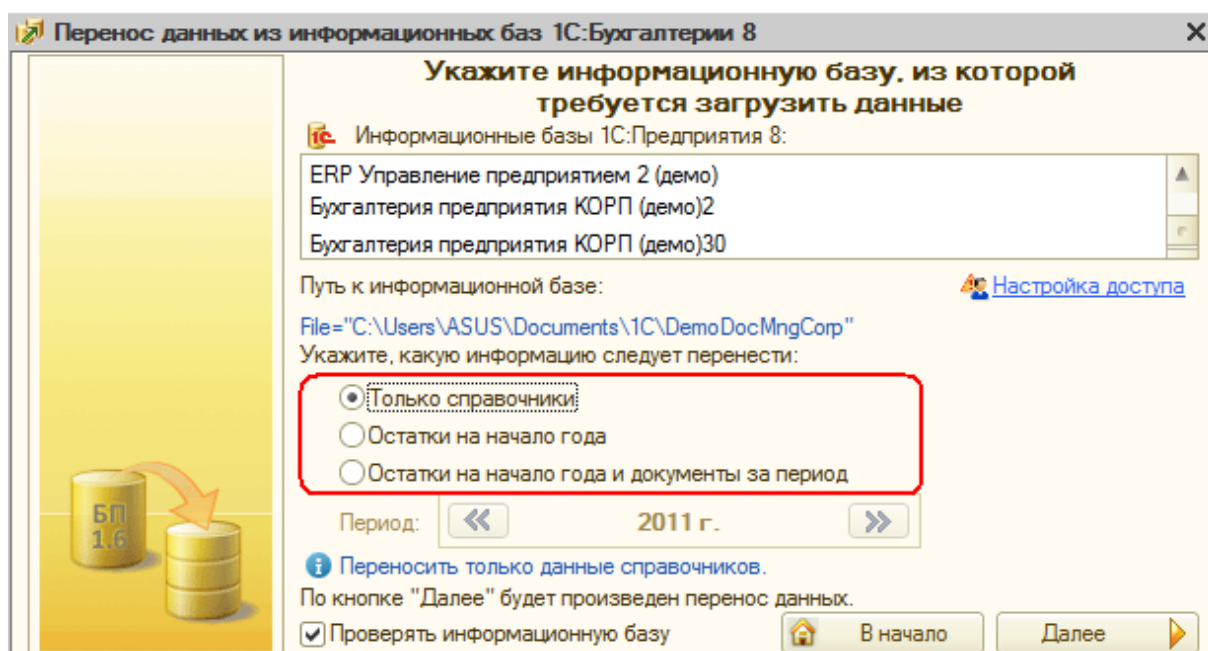 Перенос данных из информационных баз 1С:Бухгалтерии 8
Укажите информационную базу, из которой
требуется загрузить данные
1С Информационные базы 1С:Предприятия 8:
ERP Управление предприятием 2 (демо)
Бухгалтерия предприятия КОРП (демо)2
Бухгалтерия предприятия КОРП (демо)30
Путь к информационной базе:
Настройка доступа
File="C:\Users\ASUS\Documents\1C\DemoDocMngCorp"
Укажите, какую информацию следует перенести:
Только справочники
Остатки на начало года
Остатки на начало года и документы за период
БП
1.6
Период: 2011 г.
Переносить только данные справочников.
По кнопке "Далее" будет произведен перенос данных.
Проверять информационную базу
В начало
Далее